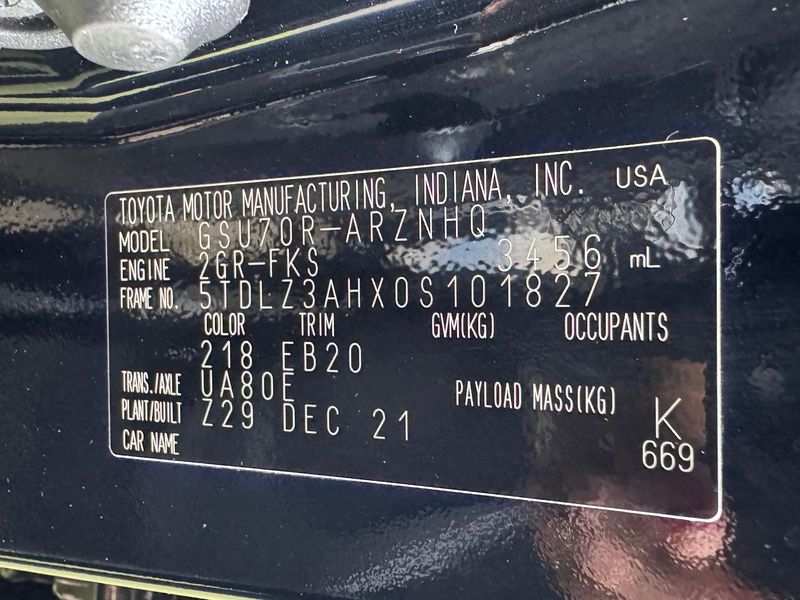 TOYOTA MOTOR MANUFACTURING, INDIANA, INC. USA
MODEL GSU70R-ARZNHQ
ENGINE 2GR-FKS 3456 mL
FRAME NO. 5TDLZ3AHX0S101827
COLOR TRIM GVM(KG) OCCUPANTS
218 EB20
TRANS./AXLE UA80E
PAYLOAD MASS(KG)
PLANT/BUILT Z29 DEC 21
K
CAR NAME
669